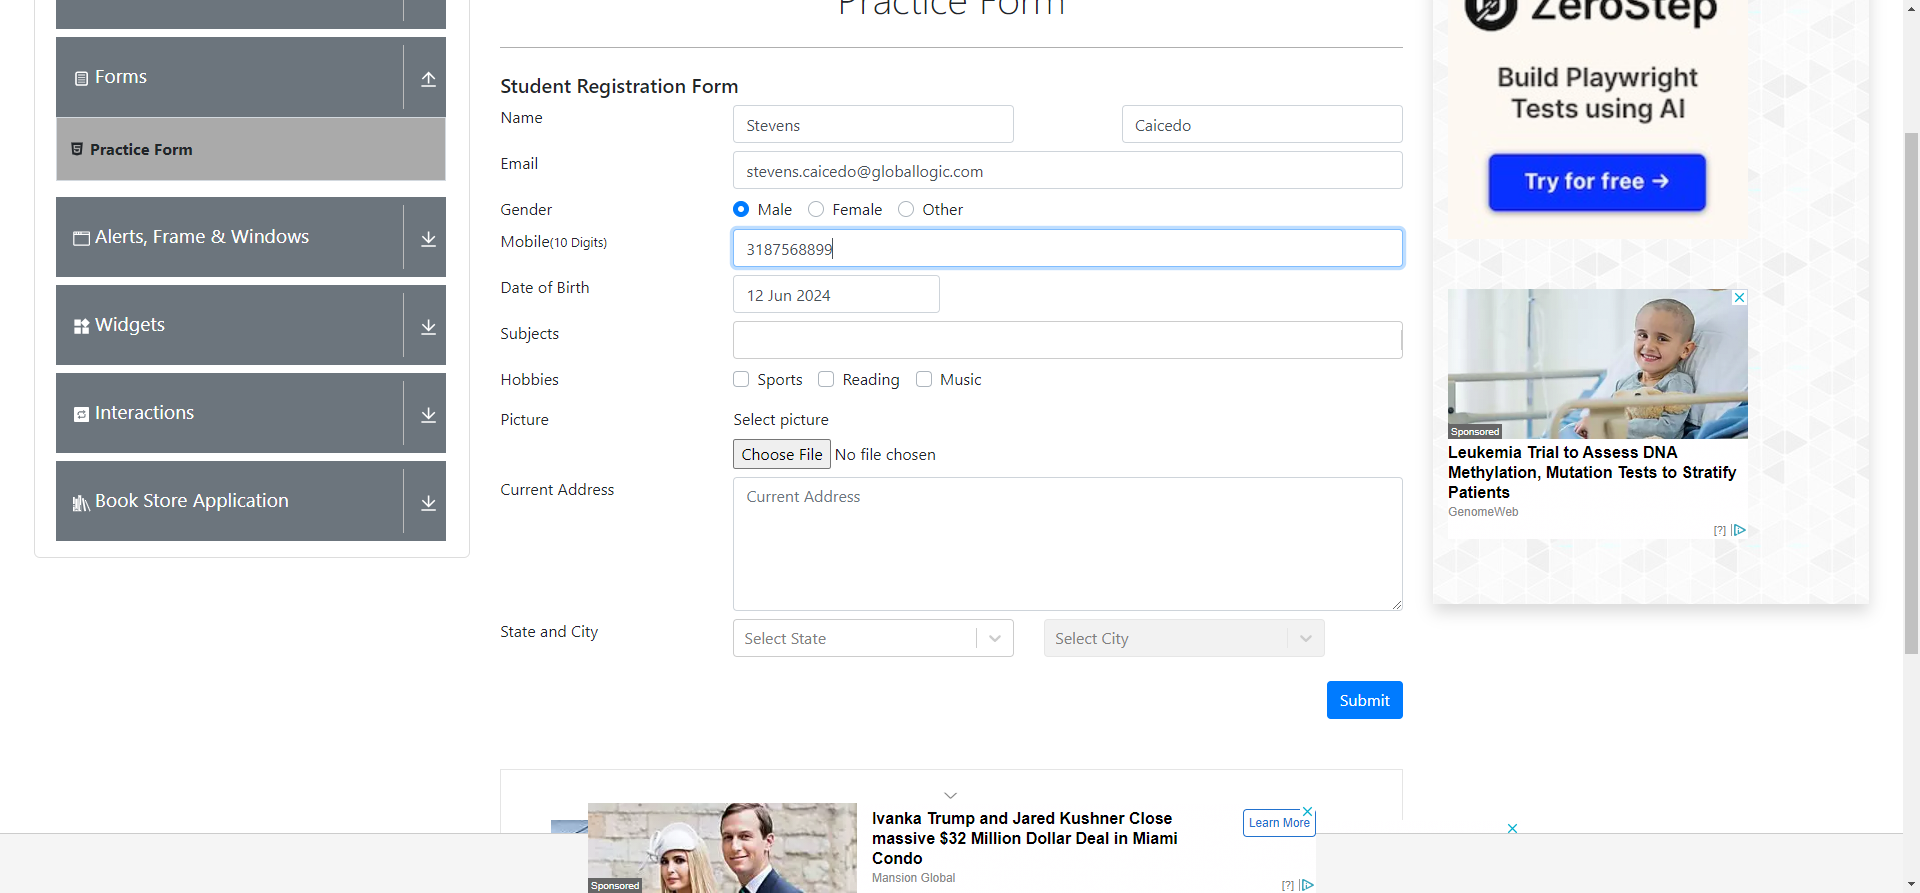 Practice Form
Forms
Practice Form
Alerts, Frame & Windows
Widgets
Interactions
Book Store Application
Student Registration Form
Name
Stevens
Caicedo
Email
stevens.caicedo@globallogic.com
Gender
Male
Female
Other
Mobile(10 Digits)
3187568899
Date of Birth
12 Jun 2024
Subjects
Hobbies
Sports
Reading
Music
Picture
Select picture
Choose File No file chosen
Current Address
Current Address
State and City
Select State
Select City
Submit
ZeroStep
Build Playwright
Tests using AI
Try for free →
Sponsored
Leukemia Trial to Assess DNA
Methylation, Mutation Tests to Stratify
Patients
GenomeWeb
[?]
Ivanka Trump and Jared Kushner Close
massive $32 Million Dollar Deal in Miami
Condo
Mansion Global
Learn More
Sponsored
[?]